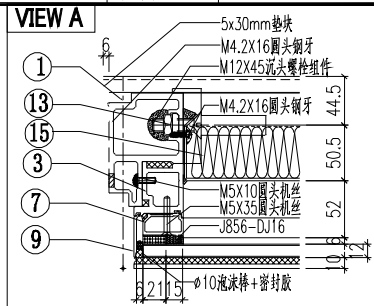 VIEW A
5x30mm垫块
6
M4.2X16圆头钢牙
M12X45沉头螺栓组件
1
13
M4.2X16圆头钢牙
44.5
15
50.5
3
M5X10圆头机丝
7
M5X35圆头机丝
52
J856-DJ16
9
6
12
10
6
21
15
ø10泡沫棒+密封胶